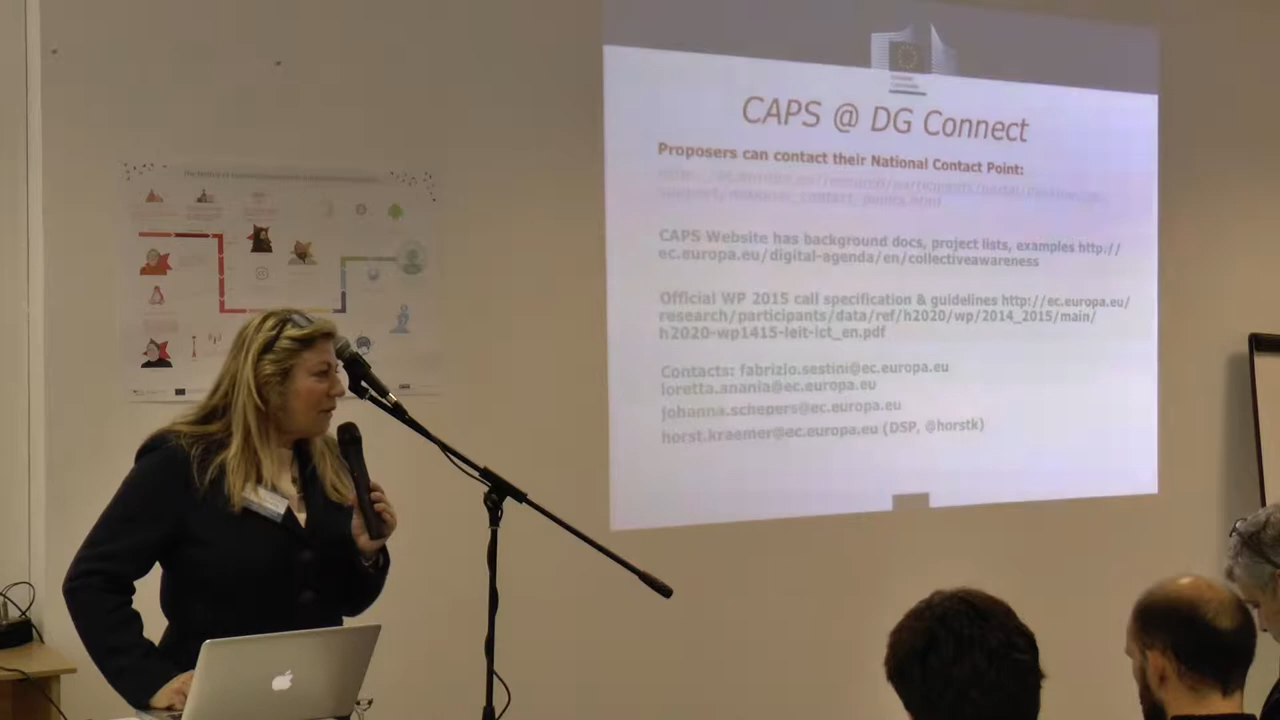 CAPS @ DG Connect
Proposers can contact their National Contact Point:
CAPS Website has background docs, project lists, examples http://
ec.europa.eu/digital-agenda/en/collectiveawareness
Official WP 2015 call specification & guidelines http://ec.europa.eu/
research/participants/data/ref/h2020/wp/2014_2015/main/
h2020-wp1415-leit-ict_en.pdf
Contacts: fabrizio.sestini@ec.europa.eu
loretta.anania@ec.europa.eu
johanna.schepers@ec.europa.eu
horst.kraemer@ec.europa.eu (DSP, @horstk)